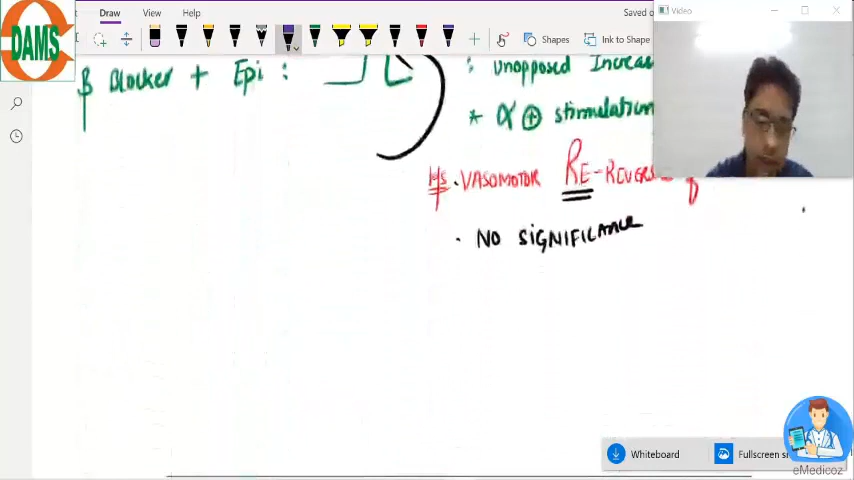 Draw
View
Help
Saved o
Video
DAMS
Shapes
Ink to Shape
β Blocker + Epi :
: Unopposed Increas
* α ⊕ stimulation
Hs · VASOMOTOR RE-REVERS
· NO SIGNIFICANCE
Whiteboard
Fullscreen s
eMedicoz